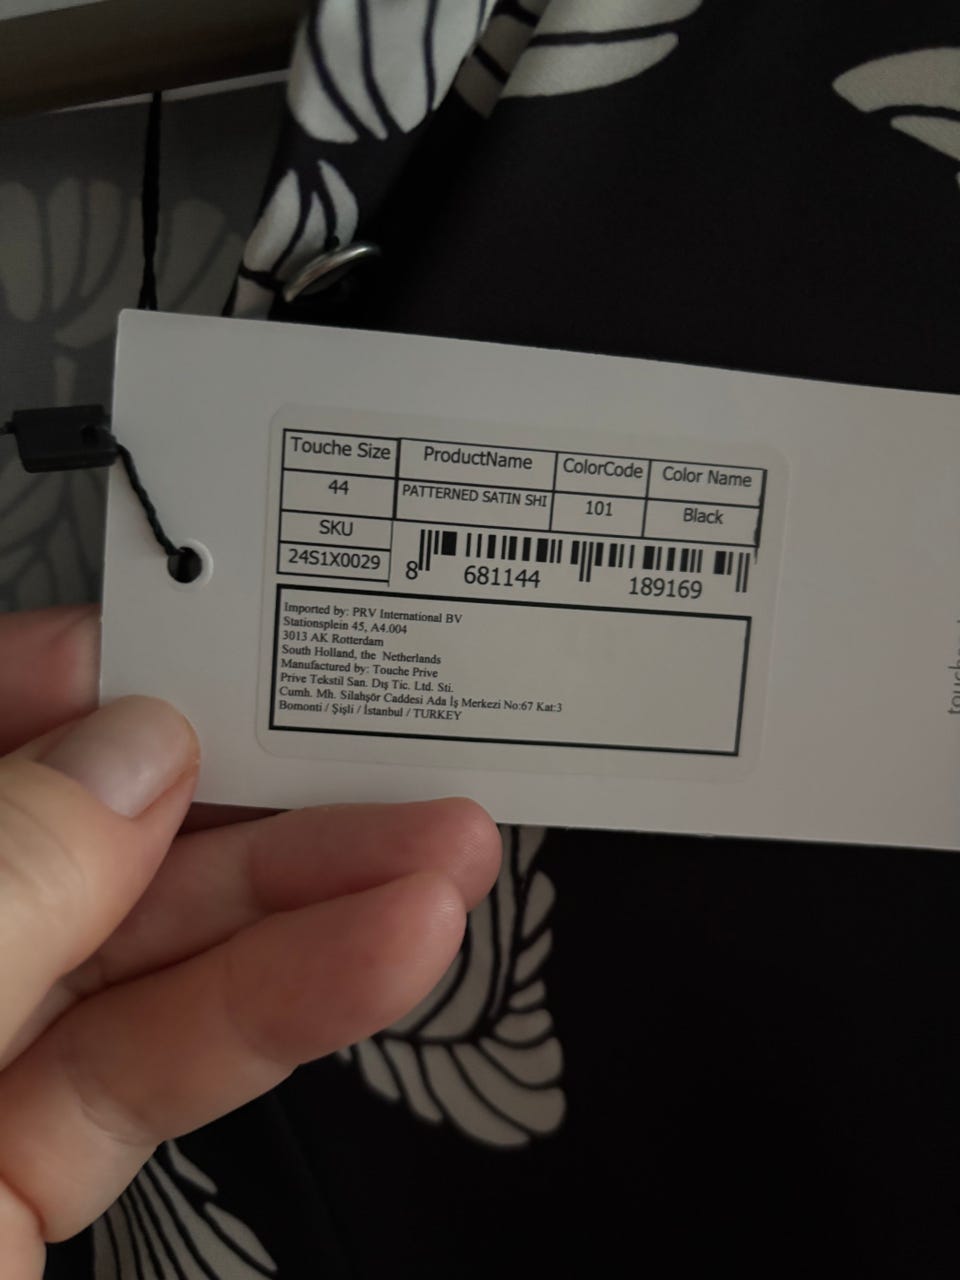 Touche Size ProductName ColorCode Color Name
44 PATTERNED SATIN SHI 101 Black
SKU
24S1X0029
8 681144 189169
Imported by: PRV International BV
Stationsplein 45, A4.004
3013 AK Rotterdam
South Holland, the Netherlands
Manufactured by: Touche Prive
Prive Tekstil San. Dış Tic. Ltd. Sti.
Cumh. Mh. Silahşör Caddesi Ada İş Merkezi No:67 Kat:3
Bomonti / Şişli / İstanbul / TURKEY